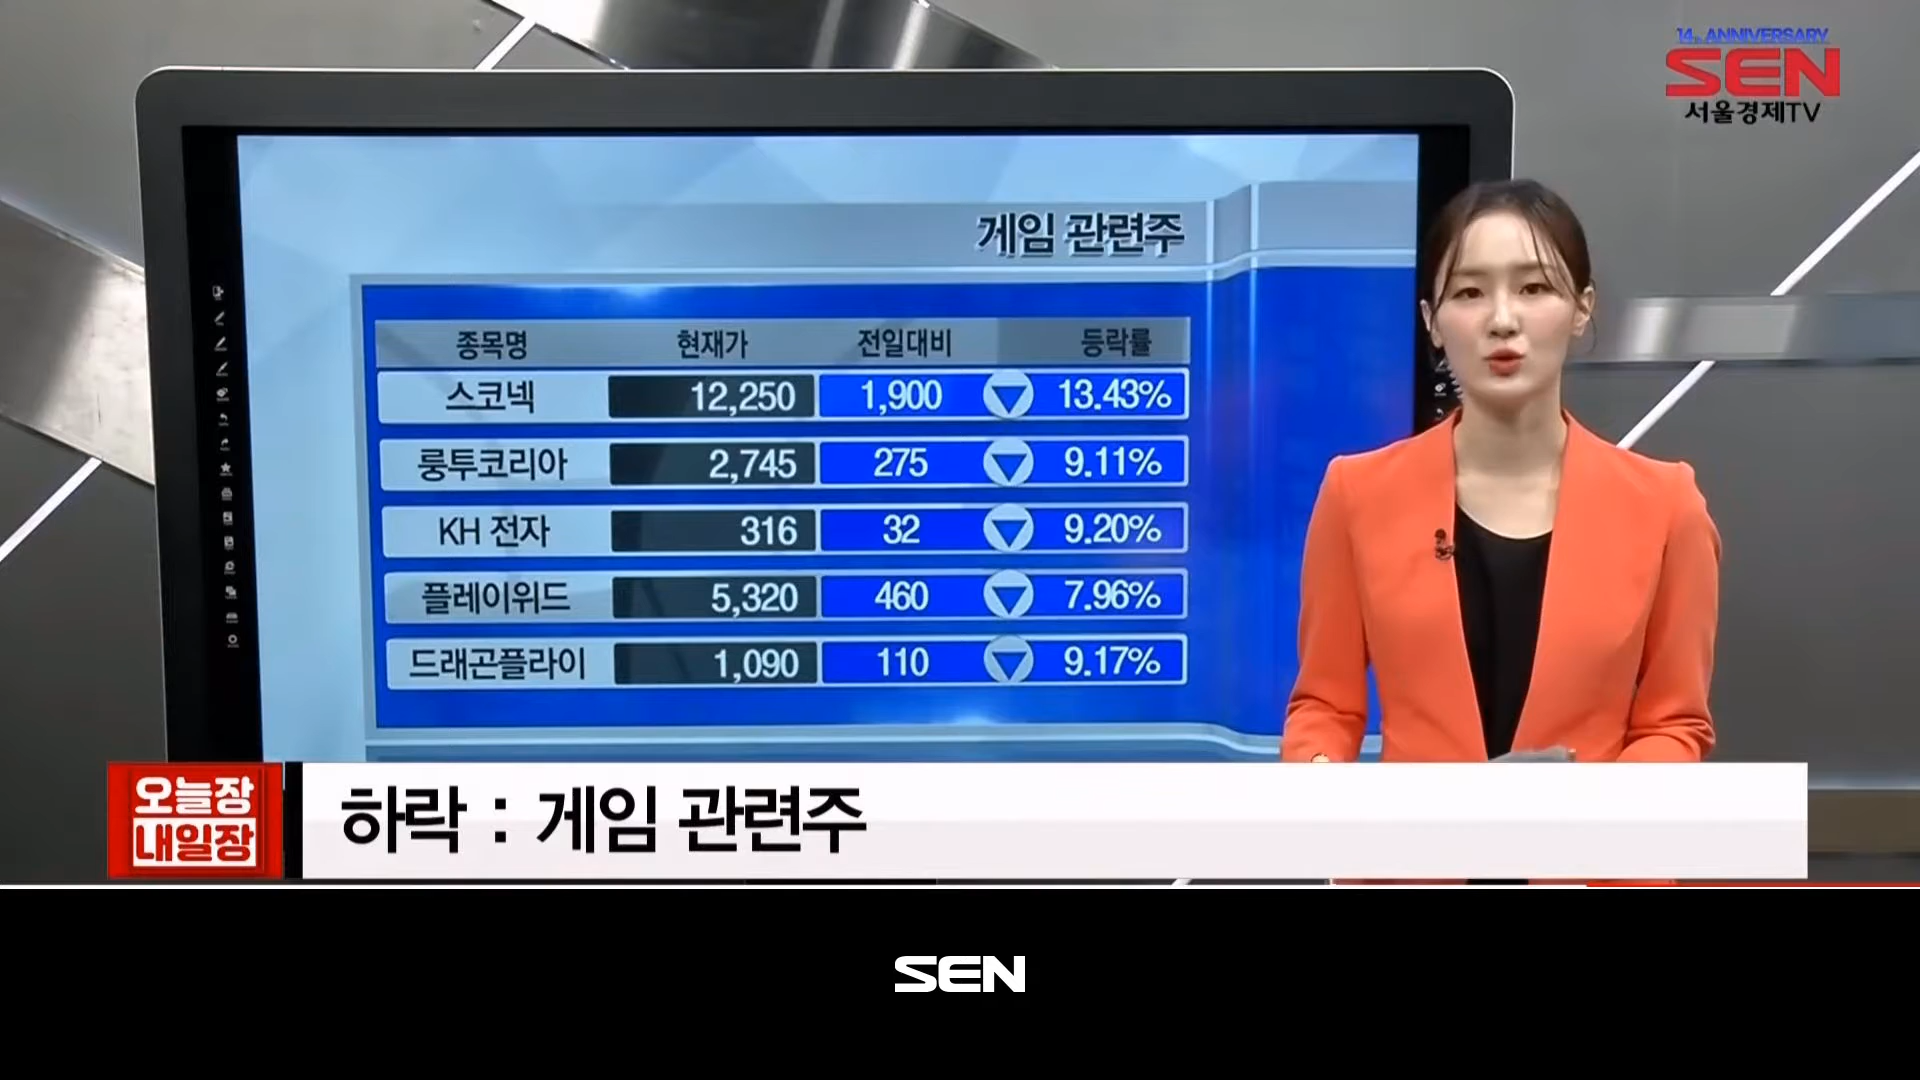 14th ANNIVERSARY
SEN
서울경제TV
게임 관련주
종목명 현재가 전일대비 등락률
스코넥 12,250 1,900 ▼ 13.43%
룽투코리아 2,745 275 ▼ 9.11%
KH 전자 316 32 ▼ 9.20%
플레이위드 5,320 460 ▼ 7.96%
드래곤플라이 1,090 110 ▼ 9.17%
오늘장
내일장
하락 : 게임 관련주
SEN